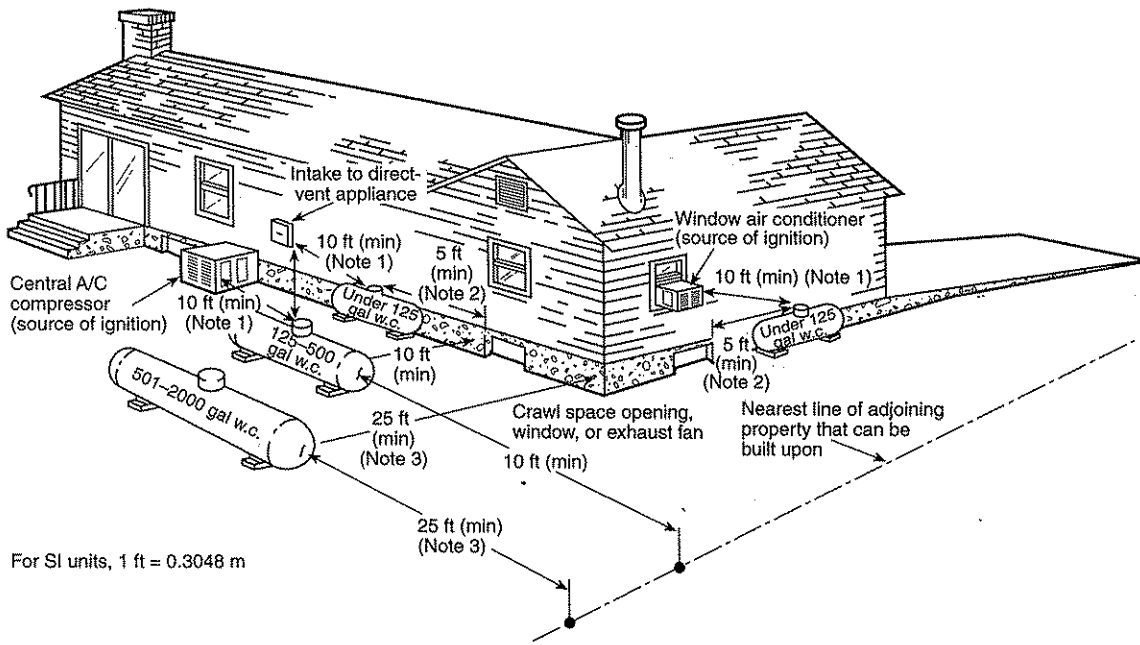 Intake to direct-
vent appliance
10 ft (min)
(Note 1)
5 ft
(min)
(Note 2)
Window air conditioner
(source of ignition)
10 ft (min) (Note 1)
Central A/C
compressor
(source of ignition)
10 ft (min)
(Note 1)
Under 125
gal w.c.
125–500
gal w.c.
10 ft
(min)
501–2000 gal w.c.
25 ft
(min)
(Note 3)
Under 125
gal w.c.
5 ft
(min)
(Note 2)
Crawl space opening,
window, or exhaust fan
Nearest line of adjoining
property that can be
built upon
10 ft (min)
25 ft (min)
(Note 3)
For SI units, 1 ft = 0.3048 m